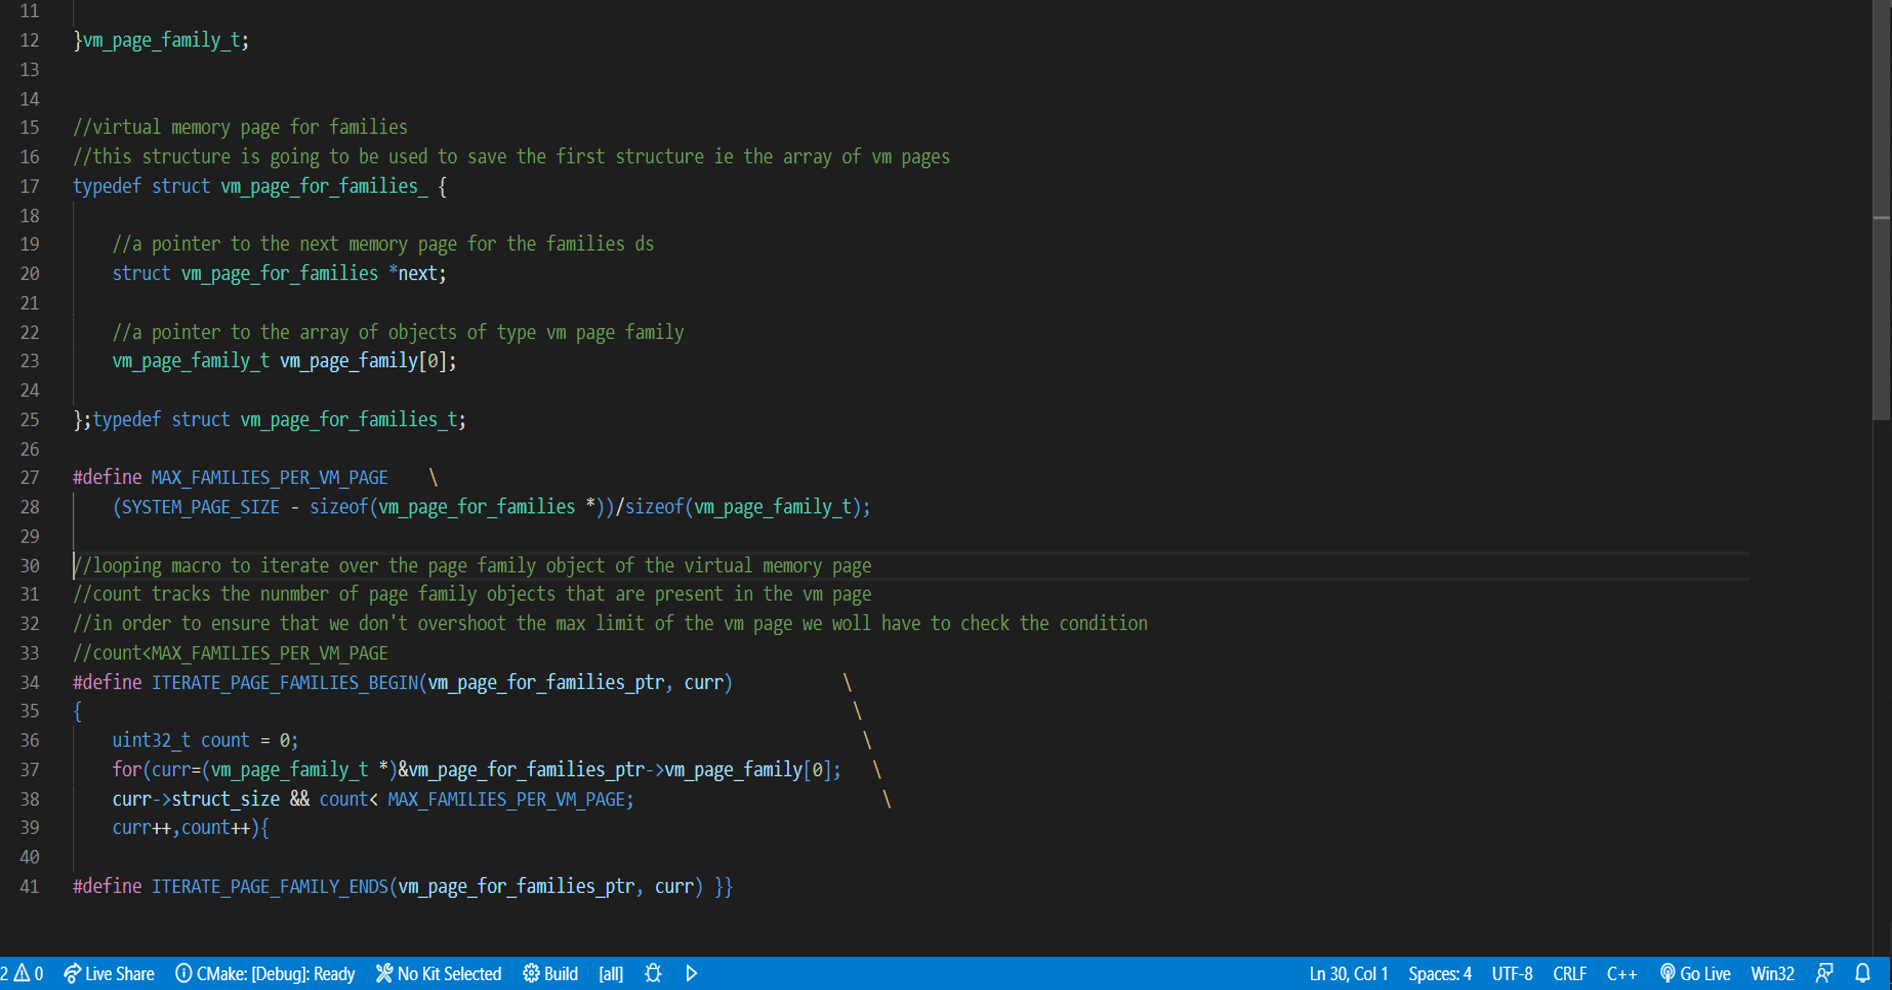 11
12 }vm_page_family_t;
13
14
15 //virtual memory page for families
16 //this structure is going to be used to save the first structure ie the array of vm pages
17 typedef struct vm_page_for_families_ {
18
19 //a pointer to the next memory page for the families ds
20 struct vm_page_for_families *next;
21
22 //a pointer to the array of objects of type vm page family
23 vm_page_family_t vm_page_family[0];
24
25 };typedef struct vm_page_for_families_t;
26
27 #define MAX_FAMILIES_PER_VM_PAGE \
28 (SYSTEM_PAGE_SIZE - sizeof(vm_page_for_families *))/sizeof(vm_page_family_t);
29
30 //looping macro to iterate over the page family object of the virtual memory page
31 //count tracks the nunmber of page family objects that are present in the vm page
32 //in order to ensure that we don't overshoot the max limit of the vm page we woll have to check the condition
33 //count<MAX_FAMILIES_PER_VM_PAGE
34 #define ITERATE_PAGE_FAMILIES_BEGIN(vm_page_for_families_ptr, curr) \
35 { \
36 uint32_t count = 0; \
37 for(curr=(vm_page_family_t *)&vm_page_for_families_ptr->vm_page_family[0]; \
38 curr->struct_size && count< MAX_FAMILIES_PER_VM_PAGE; \
39 curr++,count++){
40
41 #define ITERATE_PAGE_FAMILY_ENDS(vm_page_for_families_ptr, curr) }}
2 0 Live Share CMake: [Debug]: Ready No Kit Selected Build [all] Ln 30, Col 1 Spaces: 4 UTF-8 CRLF C++ Go Live Win32